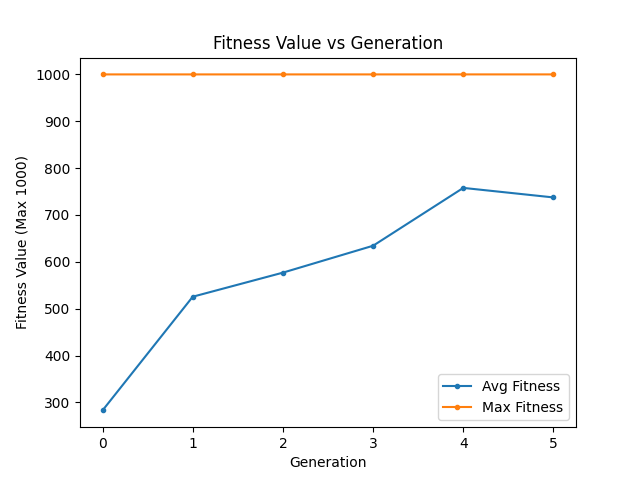 Fitness Value vs Generation
Fitness Value (Max 1000)
1000
900
800
700
600
500
400
300
0 1 2 3 4 5
Generation
Avg Fitness
Max Fitness